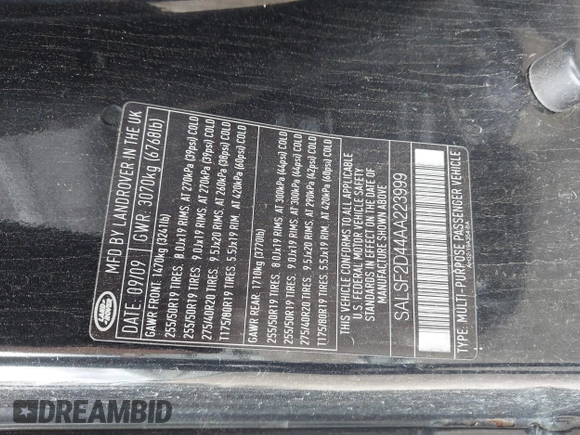 LAND ROVER
MFD BY LANDROVER IN THE UK
DATE: 09/09 GWR: 3070kg (6768lb)
GAWR FRONT: 1470kg (3241lb)
255/50R19 TIRES. 8.0Jx19 RIMS. AT 270kPa (39psi) COLD
255/50R19 TIRES. 9.0Jx19 RIMS. AT 270kPa (39psi) COLD
275/40R20 TIRES. 9.5Jx20 RIMS. AT 260kPa (38psi) COLD
T175/80R19 TIRES. 5.5Jx19 RIM. AT 420kPa (60psi) COLD
GAWR REAR: 1710kg (3770lb)
255/50R19 TIRES. 8.0Jx19 RIMS. AT 300kPa (44psi) COLD
255/50R19 TIRES. 9.0Jx19 RIMS. AT 300kPa (44psi) COLD
275/40R20 TIRES. 9.5Jx20 RIMS. AT 290kPa (42psi) COLD
T175/80R19 TIRES. 5.5Jx19 RIM. AT 420kPa (60psi) COLD
THIS VEHICLE CONFORMS TO ALL APPLICABLE
U.S. FEDERAL MOTOR VEHICLE SAFETY
STANDARDS IN EFFECT ON THE DATE OF
MANUFACTURE SHOWN ABOVE
SALSF2D44AA223999
TYPE: MULTI-PURPOSE PASSENGER VEHICLE
DREAMBID